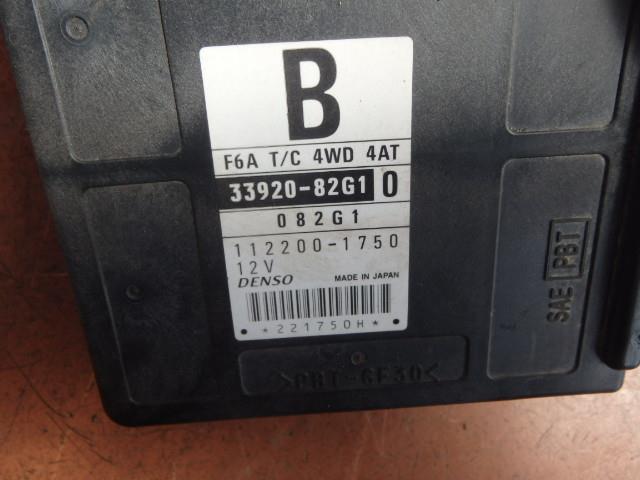 B
F6A T/C 4WD 4AT
33920-82G1 0
082G1
112200-1750
12V
DENSO MADE IN JAPAN
*221750H*
SAE PBT
>PBT-GF30<